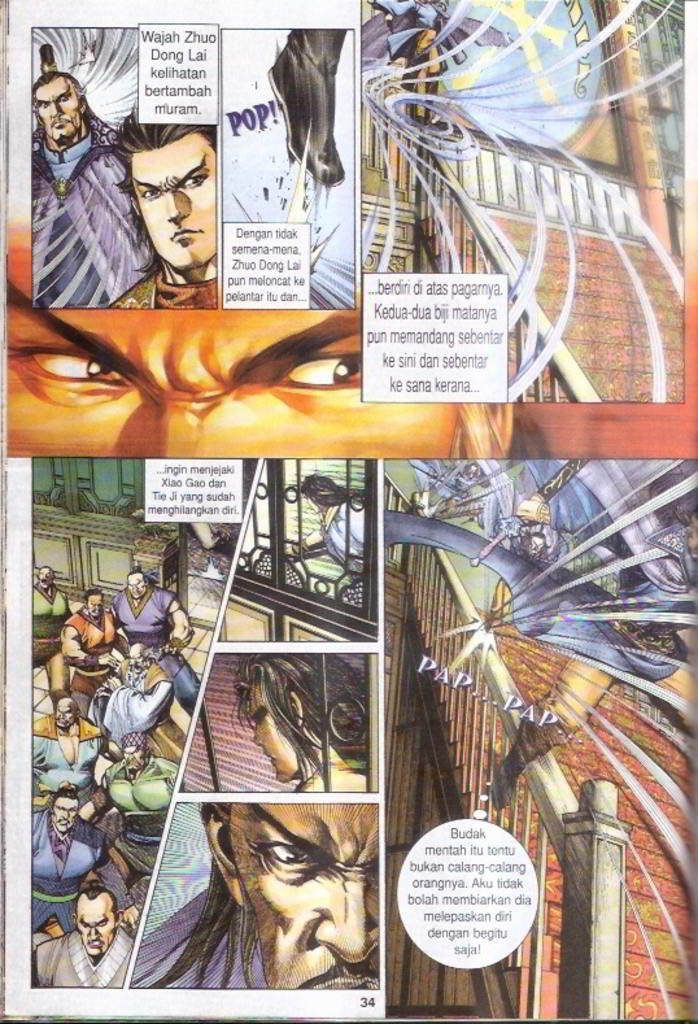 Wajah Zhuo
Dong Lai
kelihatan
bertambah
muram.
POP!
Dengan tidak
semena-mena,
Zhuo Dong Lai
pun meloncat ke
pelantar itu dan...
...berdiri di atas pagarnya.
Kedua-dua biji matanya
pun memandang sebentar
ke sini dan sebentar
ke sana kerana...
...ingin menjejaki
Xiao Gao dan
Tie Ji yang sudah
menghilangkan diri.
PAP... PAP...
Budak
mentah itu tentu
bukan calang-calang
orangnya. Aku tidak
bolah membiarkan dia
melepaskan diri
dengan begitu
saja!
34